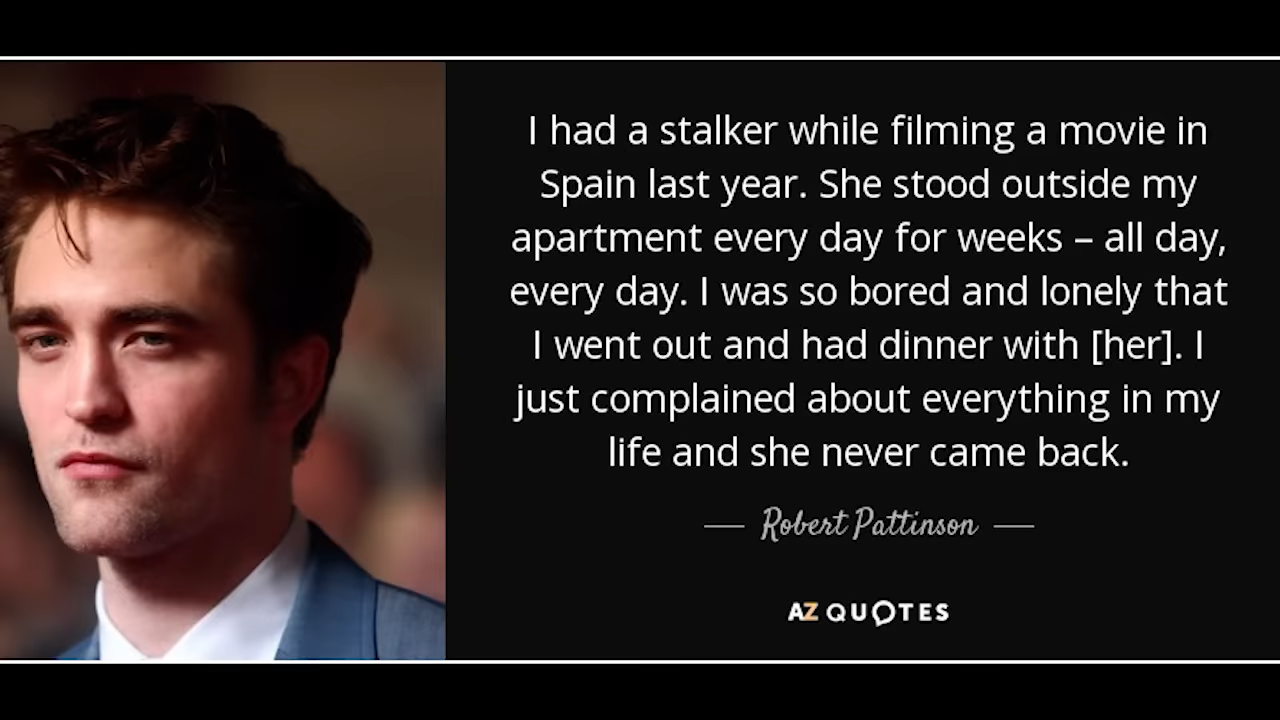 I had a stalker while filming a movie in
Spain last year. She stood outside my
apartment every day for weeks – all day,
every day. I was so bored and lonely that
I went out and had dinner with [her]. I
just complained about everything in my
life and she never came back.
Robert Pattinson
AZ QUOTES